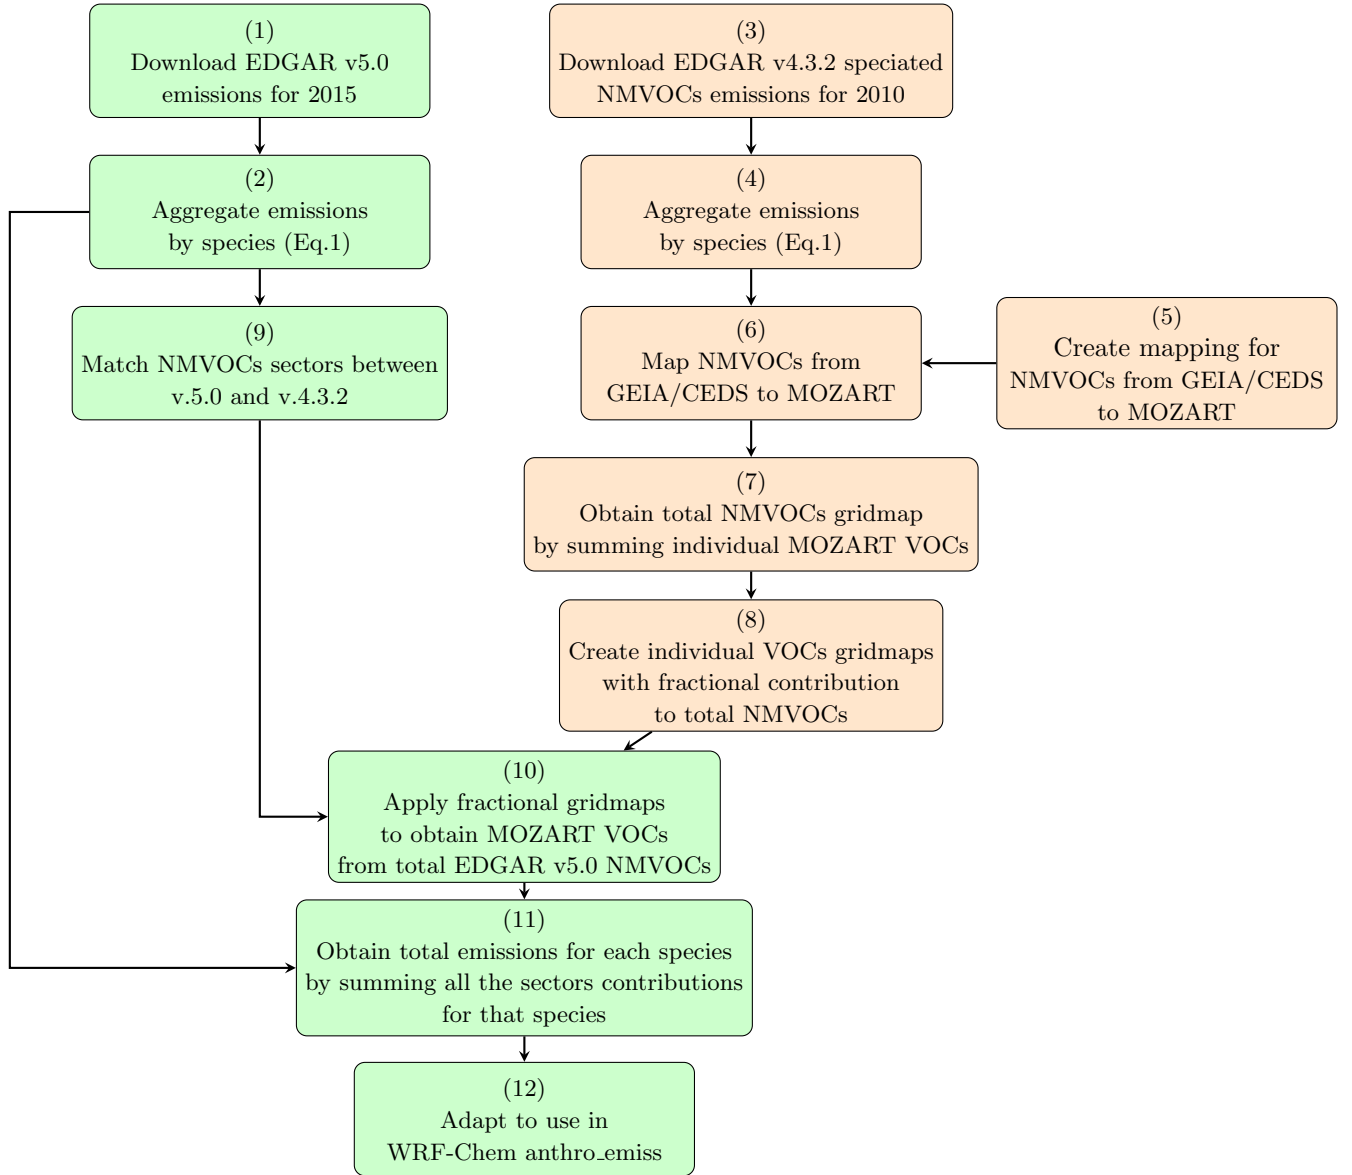 (1)
Download EDGAR v5.0
emissions for 2015
(3)
Download EDGAR v4.3.2 speciated
NMVOCs emissions for 2010
(2)
Aggregate emissions
by species (Eq.1)
(4)
Aggregate emissions
by species (Eq.1)
(9)
Match NMVOCs sectors between
v.5.0 and v.4.3.2
(6)
Map NMVOCs from
GEIA/CEDS to MOZART
(5)
Create mapping for
NMVOCs from GEIA/CEDS
to MOZART
(7)
Obtain total NMVOCs gridmap
by summing individual MOZART VOCs
(8)
Create individual VOCs gridmaps
with fractional contribution
to total NMVOCs
(10)
Apply fractional gridmaps
to obtain MOZART VOCs
from total EDGAR v5.0 NMVOCs
(11)
Obtain total emissions for each species
by summing all the sectors contributions
for that species
(12)
Adapt to use in
WRF-Chem anthro_emiss